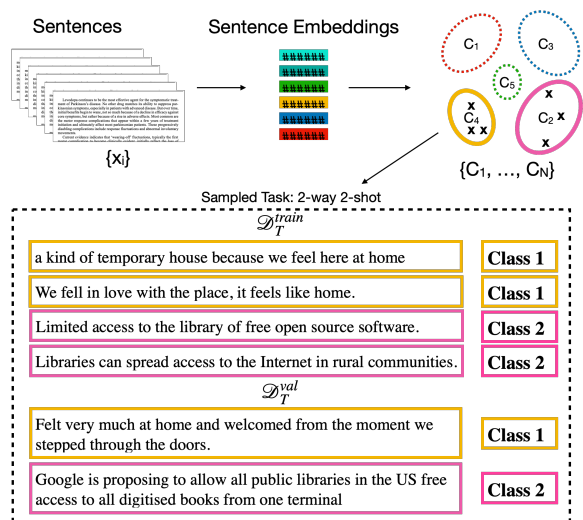 Sentences
Sentence Embeddings
C1
C3
C5
C4
C2
x
x x
x
x
x
{xi}
{C1, …, CN}
Sampled Task: 2-way 2-shot
𝒟T train
a kind of temporary house because we feel here at home
Class 1
We fell in love with the place, it feels like home.
Class 1
Limited access to the library of free open source software.
Class 2
Libraries can spread access to the Internet in rural communities.
Class 2
𝒟T val
Felt very much at home and welcomed from the moment we
stepped through the doors.
Class 1
Google is proposing to allow all public libraries in the US free
access to all digitised books from one terminal
Class 2